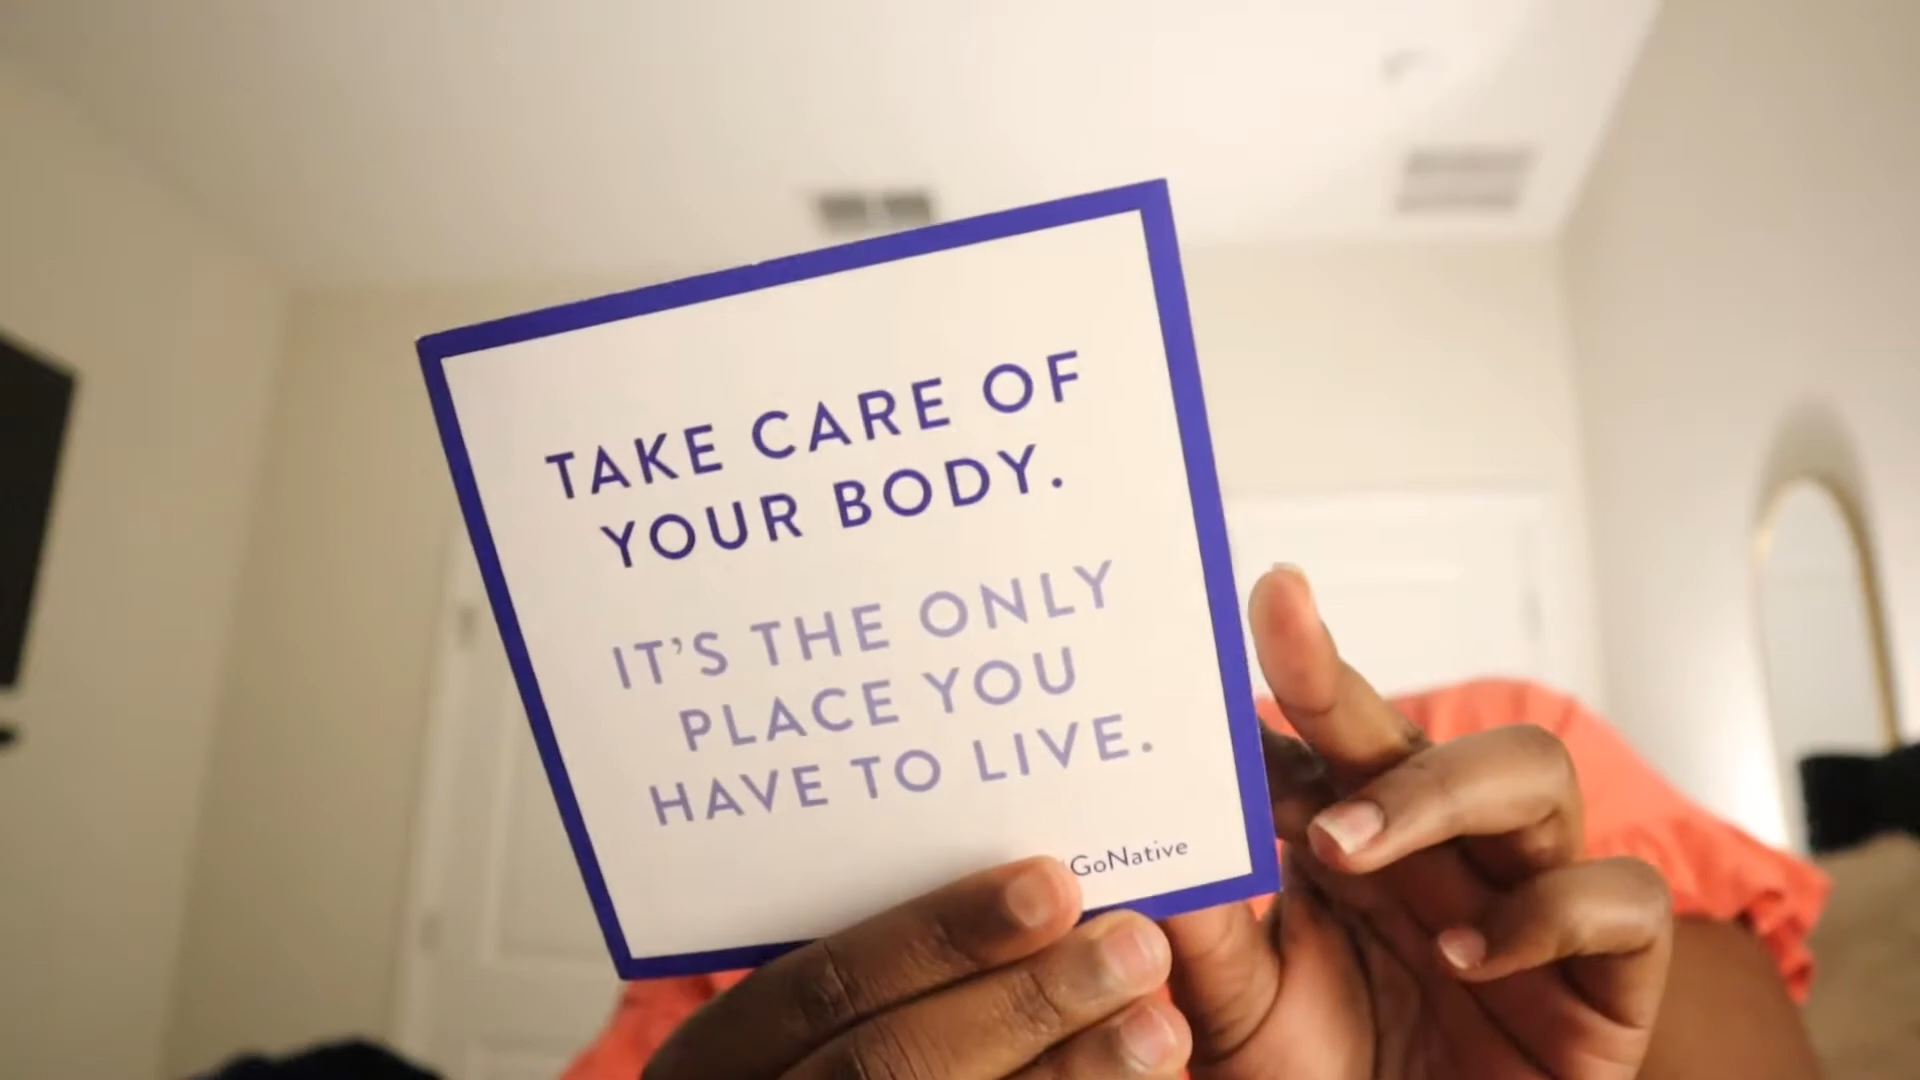 TAKE CARE OF
YOUR BODY.
IT'S THE ONLY
PLACE YOU
HAVE TO LIVE.
GoNative